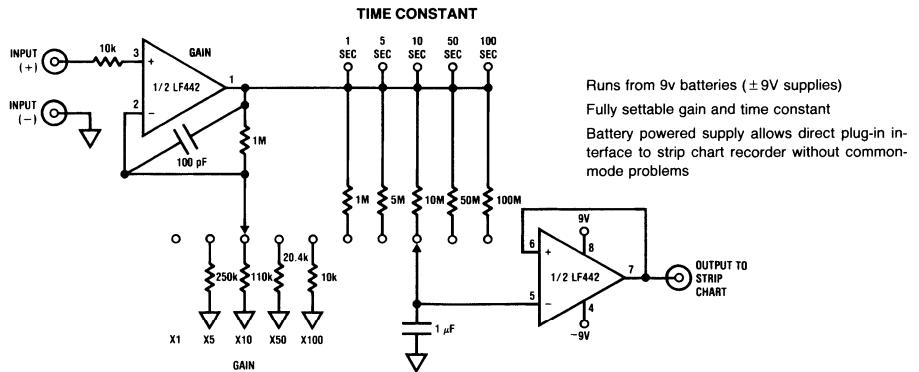 TIME CONSTANT
1 SEC
5 SEC
10 SEC
50 SEC
100 SEC
INPUT (+)
10k
3
+
GAIN
1/2 LF442
1
2
−
INPUT (−)
100 pF
1M
1M
5M
10M
50M
100M
Runs from 9v batteries (±9V supplies)
Fully settable gain and time constant
Battery powered supply allows direct plug-in in-
terface to strip chart recorder without common-
mode problems
250k
110k
20.4k
10k
X1
X5
X10
X50
X100
GAIN
1 µF
9V
8
6
+
1/2 LF442
7
5
−
4
−9V
OUTPUT TO
STRIP
CHART